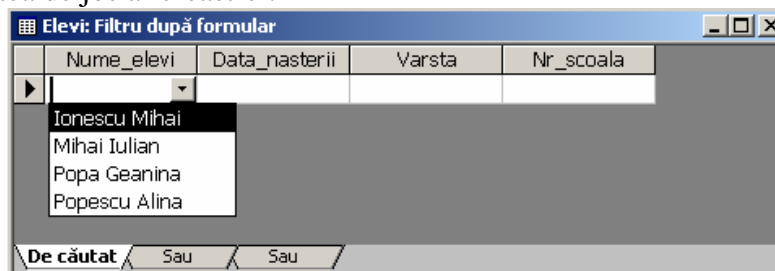 Elevi: Filtru după formular
Nume_elevi Data_nasterii Varsta Nr_scoala
Ionescu Mihai
Mihai Iulian
Popa Geanina
Popescu Alina
De căutat Sau Sau